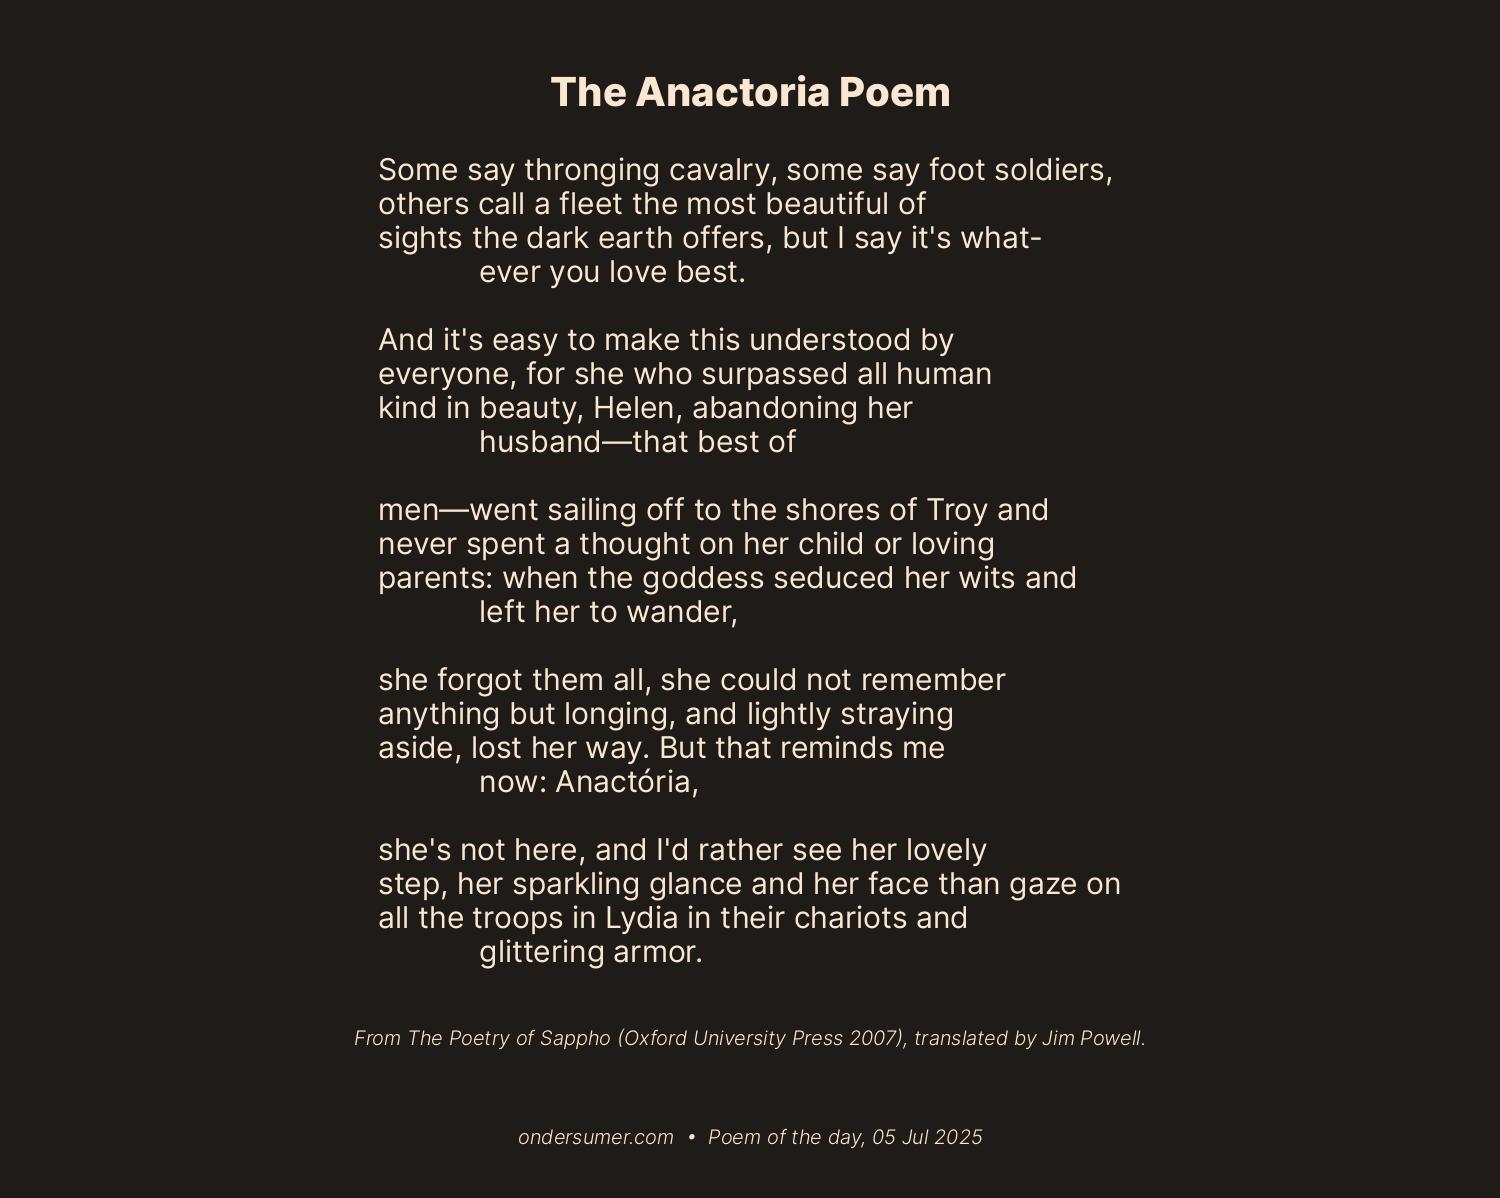 The Anactoria Poem
Some say thronging cavalry, some say foot soldiers,
others call a fleet the most beautiful of
sights the dark earth offers, but I say it's what-
ever you love best.
And it's easy to make this understood by
everyone, for she who surpassed all human
kind in beauty, Helen, abandoning her
husband—that best of
men—went sailing off to the shores of Troy and
never spent a thought on her child or loving
parents: when the goddess seduced her wits and
left her to wander,
she forgot them all, she could not remember
anything but longing, and lightly straying
aside, lost her way. But that reminds me
now: Anactória,
she's not here, and I'd rather see her lovely
step, her sparkling glance and her face than gaze on
all the troops in Lydia in their chariots and
glittering armor.
From The Poetry of Sappho (Oxford University Press 2007), translated by Jim Powell.
ondersumer.com • Poem of the day, 05 Jul 2025